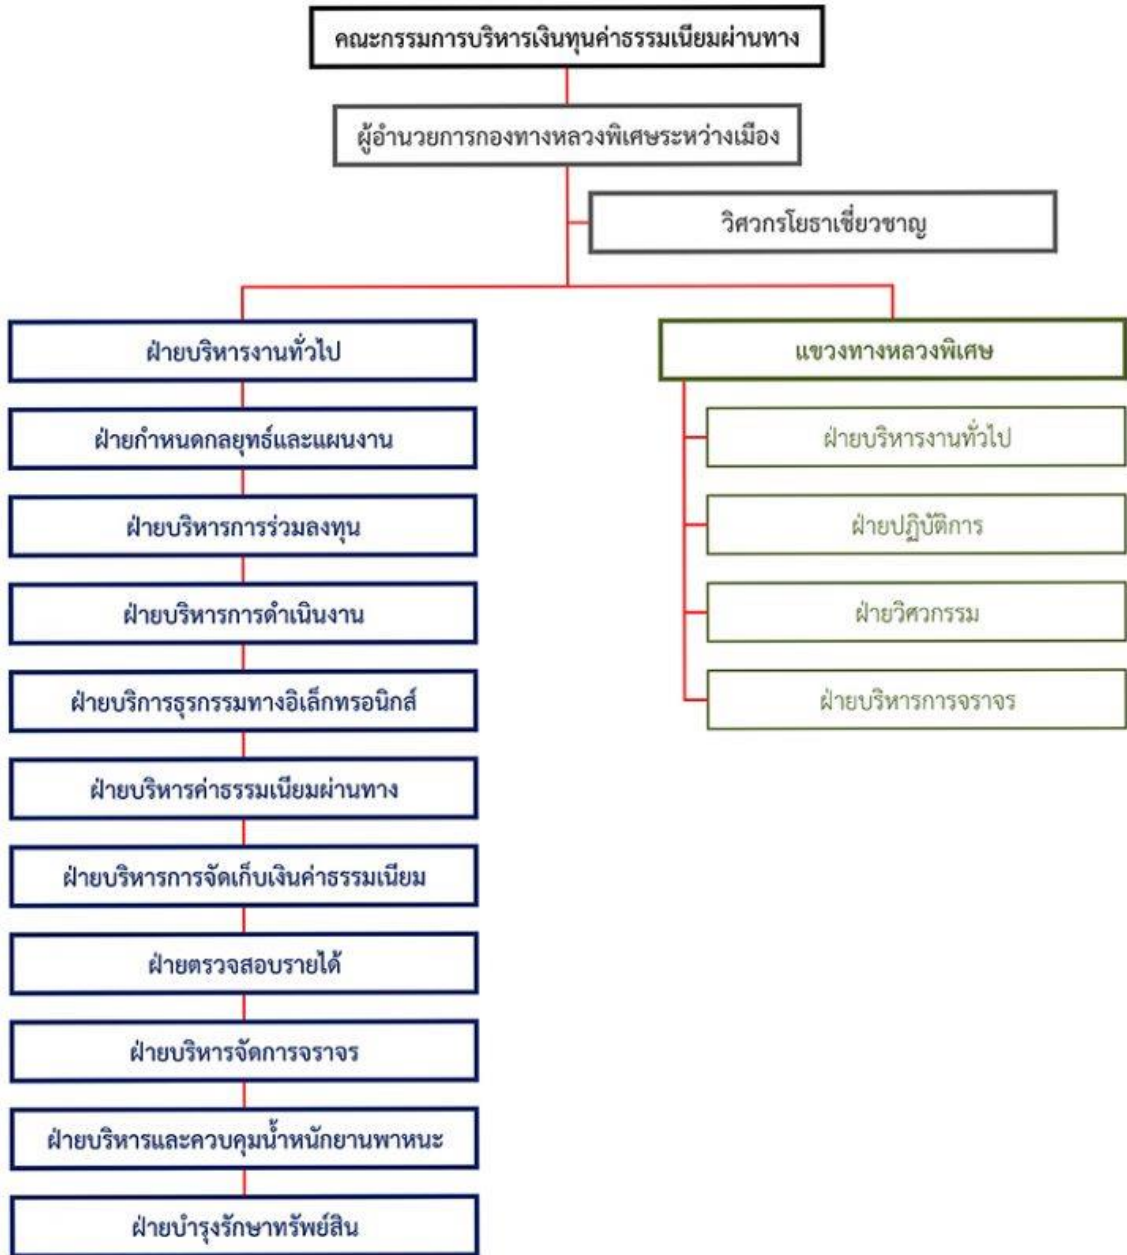 คณะกรรมการบริหารเงินทุนค่าธรรมเนียมผ่านทาง
ผู้อำนวยการกองทางหลวงพิเศษระหว่างเมือง
วิศวกรโยธาเชี่ยวชาญ
ฝ่ายบริหารงานทั่วไป
ฝ่ายกำหนดกลยุทธ์และแผนงาน
ฝ่ายบริหารการร่วมลงทุน
ฝ่ายบริหารการดำเนินงาน
ฝ่ายบริการธุรกรรมทางอิเล็กทรอนิกส์
ฝ่ายบริหารค่าธรรมเนียมผ่านทาง
ฝ่ายบริหารการจัดเก็บเงินค่าธรรมเนียม
ฝ่ายตรวจสอบรายได้
ฝ่ายบริหารจัดการจราจร
ฝ่ายบริหารและควบคุมน้ำหนักยานพาหนะ
ฝ่ายบำรุงรักษาทรัพย์สิน
แขวงทางหลวงพิเศษ
ฝ่ายบริหารงานทั่วไป
ฝ่ายปฏิบัติการ
ฝ่ายวิศวกรรม
ฝ่ายบริหารการจราจร